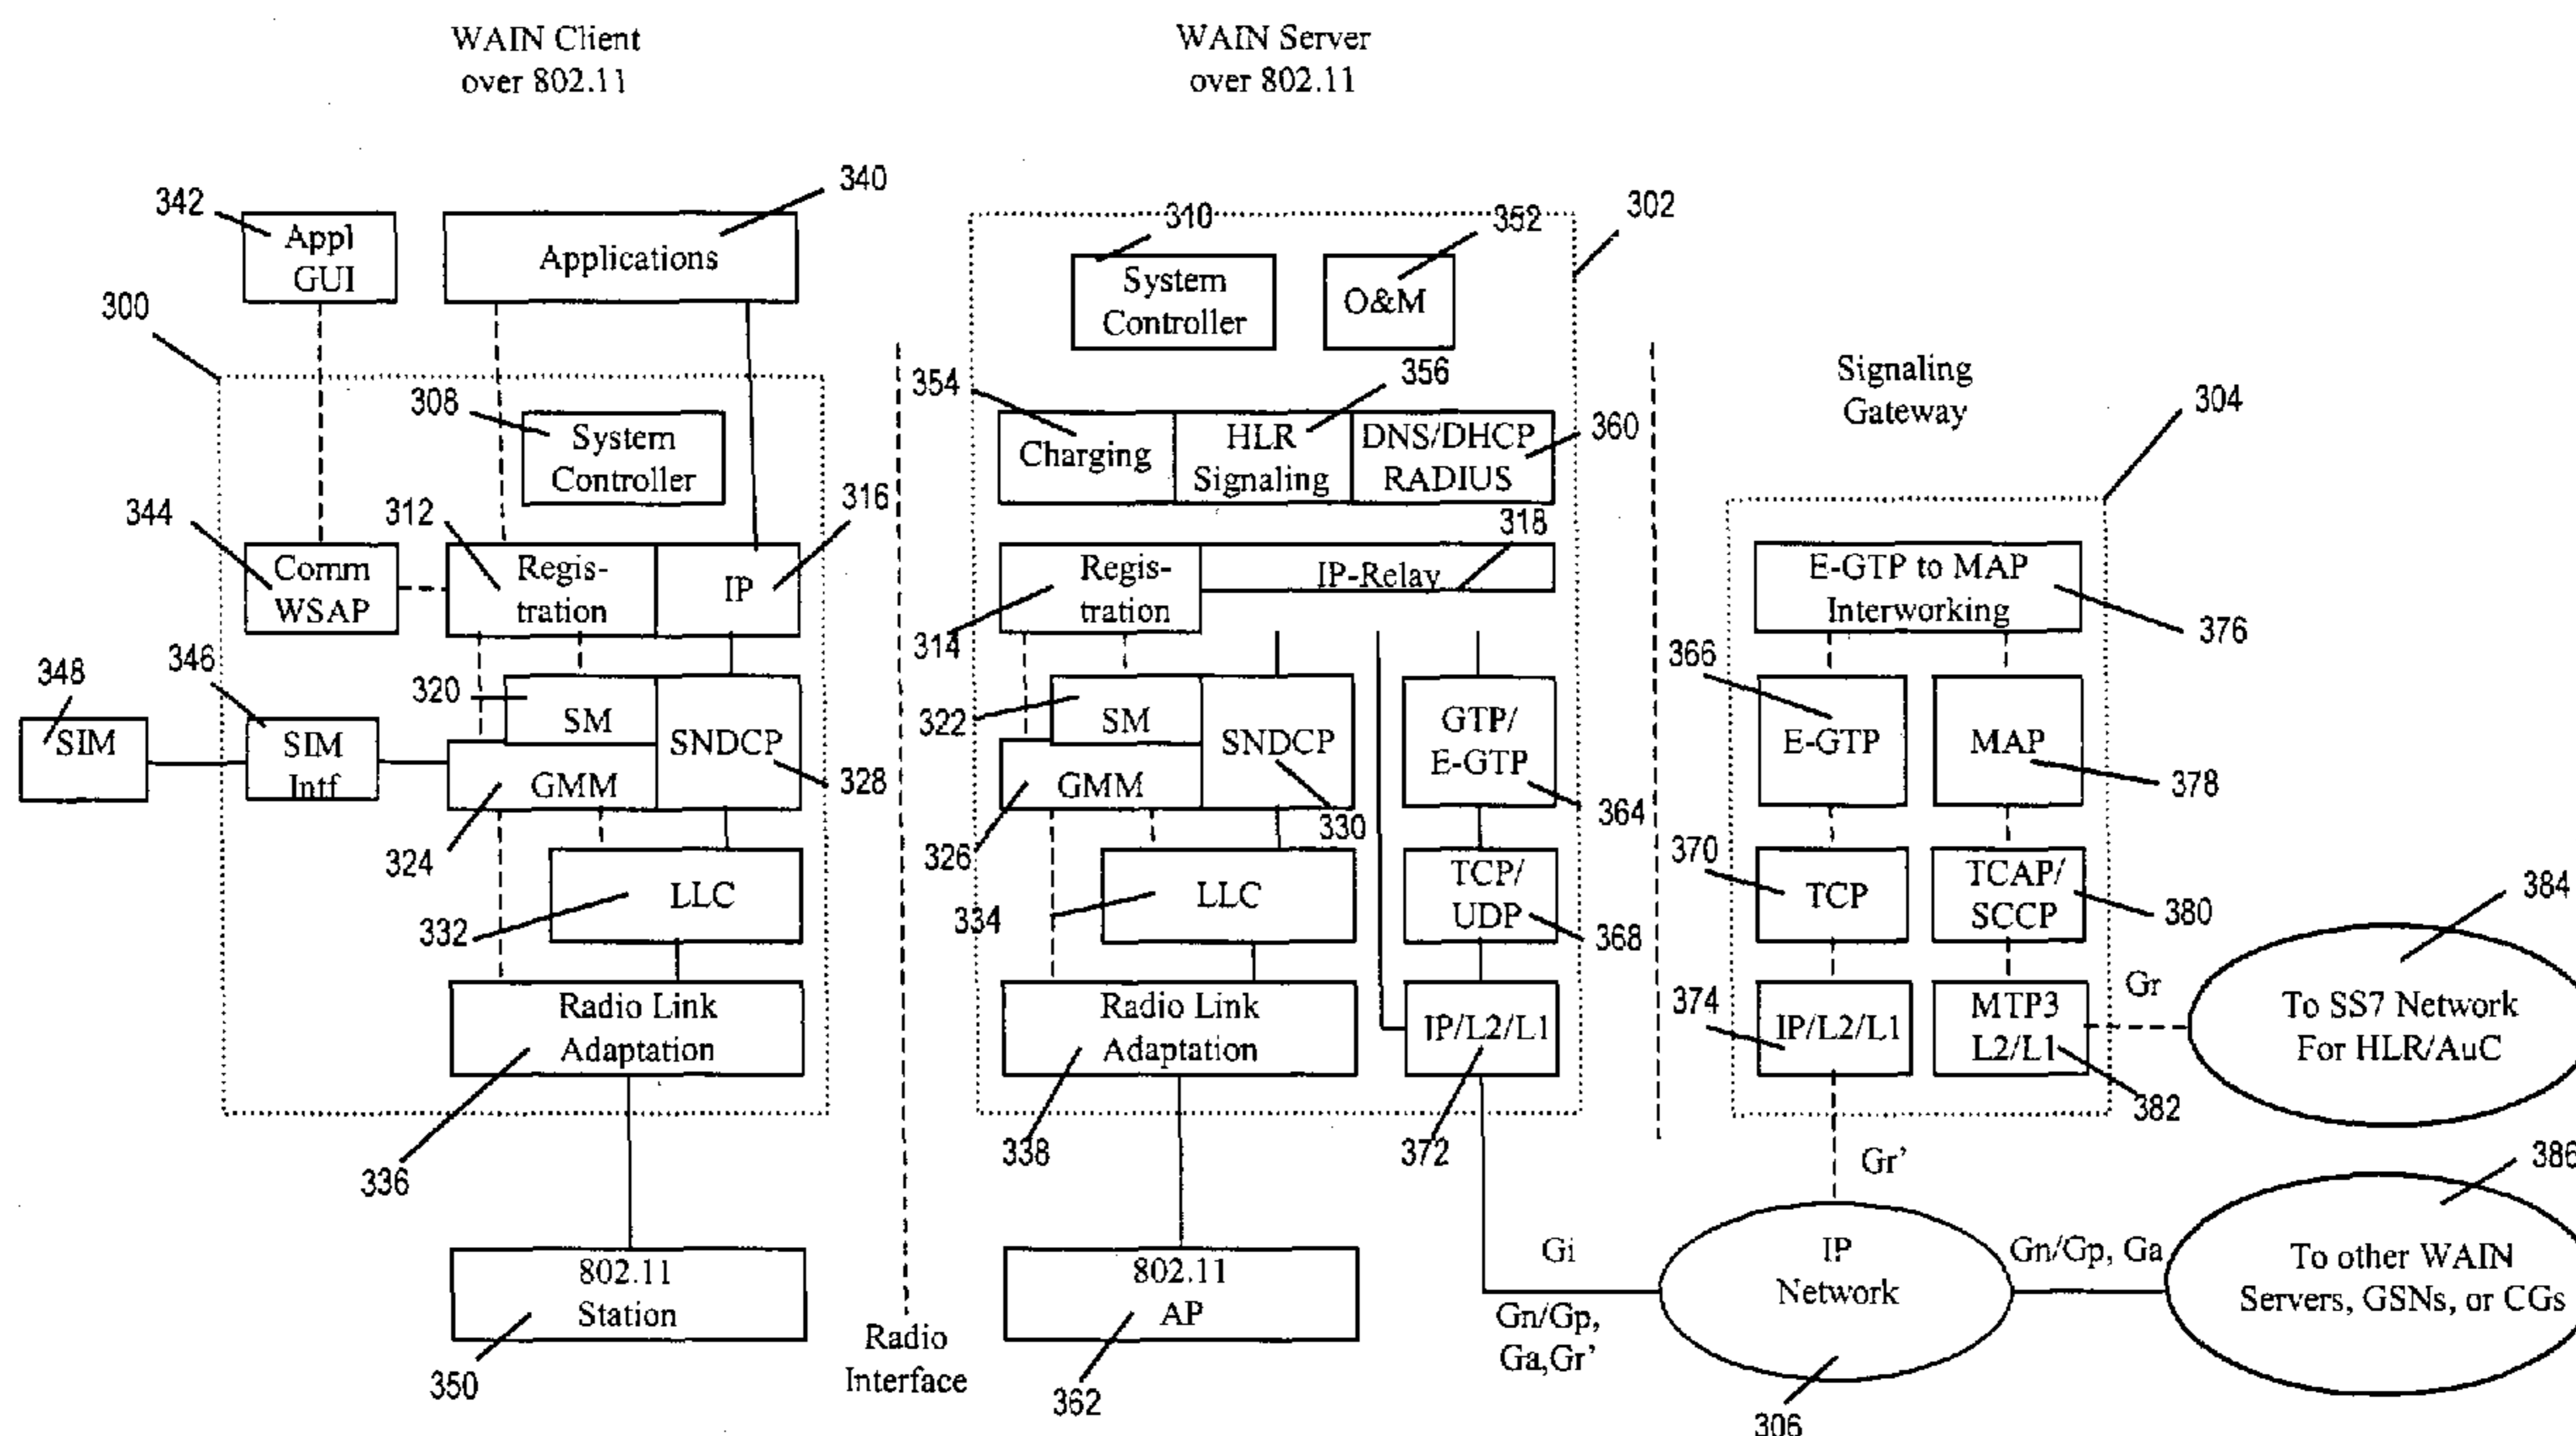 WAIN Client
over 802.11
WAIN Server
over 802.11
342
340
Appl
GUI
Applications
300
308
System
Controller
344
312
316
Comm
WSAP
Regis-
tration
IP
348
346
320
SIM
SIM
Intf
SM
SNDCP
GMM
328
324
332
LLC
Radio Link
Adaptation
336
802.11
Station
350
Radio
Interface
310
352
302
System
Controller
O&M
354
356
360
Charging
HLR
Signaling
DNS/DHCP
RADIUS
318
Regis-
tration
IP-Relay
314
322
SM
SNDCP
GTP/
E-GTP
GMM
326
330
364
334
LLC
TCP/
UDP
368
Radio Link
Adaptation
IP/L2/L1
338
372
802.11
AP
362
Signaling
Gateway
304
E-GTP to MAP
Interworking
376
366
E-GTP
MAP
378
370
TCP
TCAP/
SCCP
380
374
IP/L2/L1
MTP3
L2/L1
382
Gr
384
To SS7 Network
For HLR/AuC
Gr'
386
Gi
Gn/Gp,
Ga,Gr'
IP
Network
306
Gn/Gp, Ga
To other WAIN
Servers, GSNs, or CGs